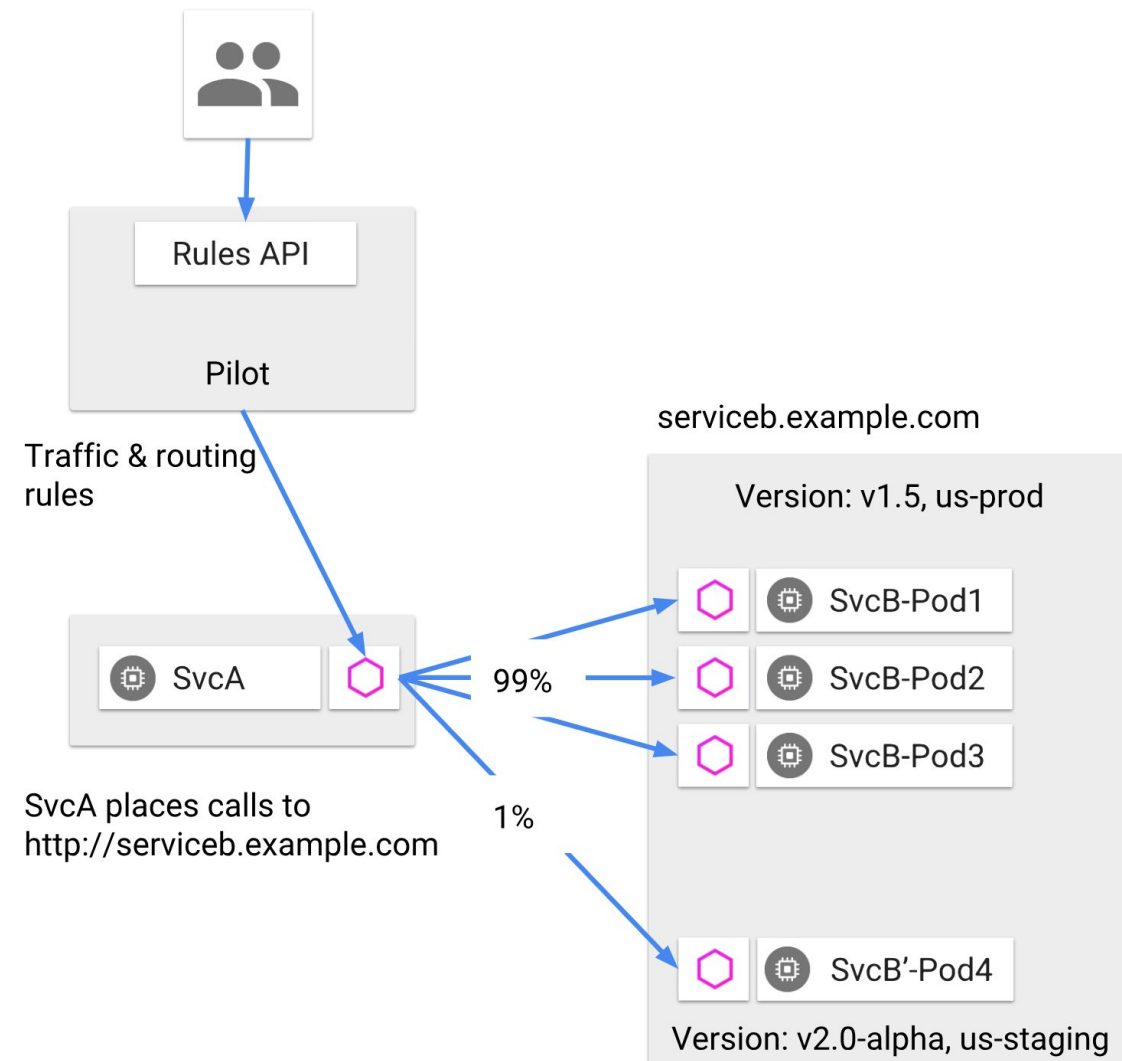 Rules API
Pilot
Traffic & routing
rules
serviceb.example.com
Version: v1.5, us-prod
SvcB-Pod1
SvcA
99%
SvcB-Pod2
SvcB-Pod3
SvcA places calls to
http://serviceb.example.com
1%
SvcB’-Pod4
Version: v2.0-alpha, us-staging